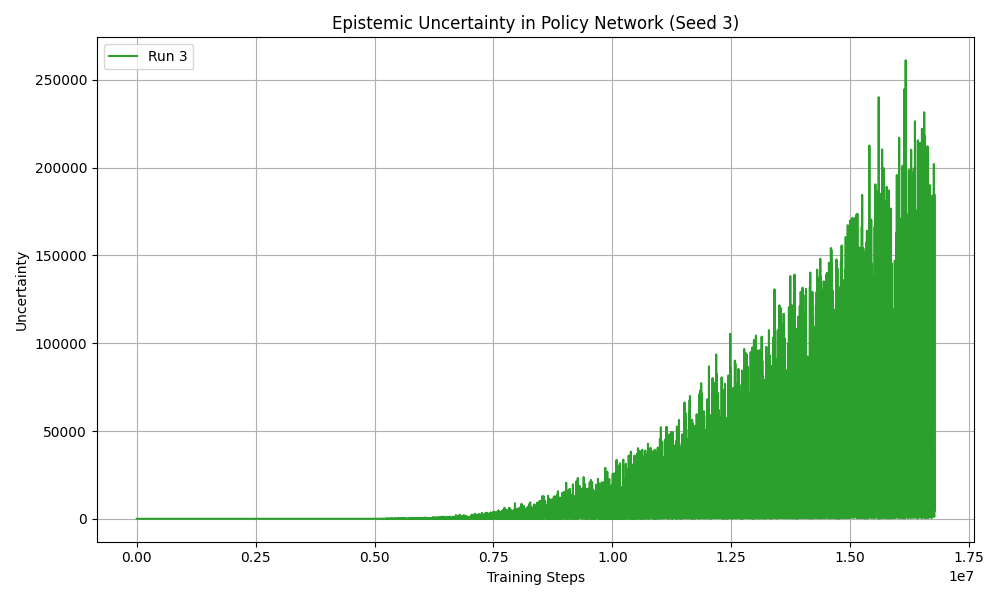 Epistemic Uncertainty in Policy Network (Seed 3)
Run 3
250000
200000
150000
100000
50000
0
Uncertainty
0.00 0.25 0.50 0.75 1.00 1.25 1.50 1.75
1e7
Training Steps